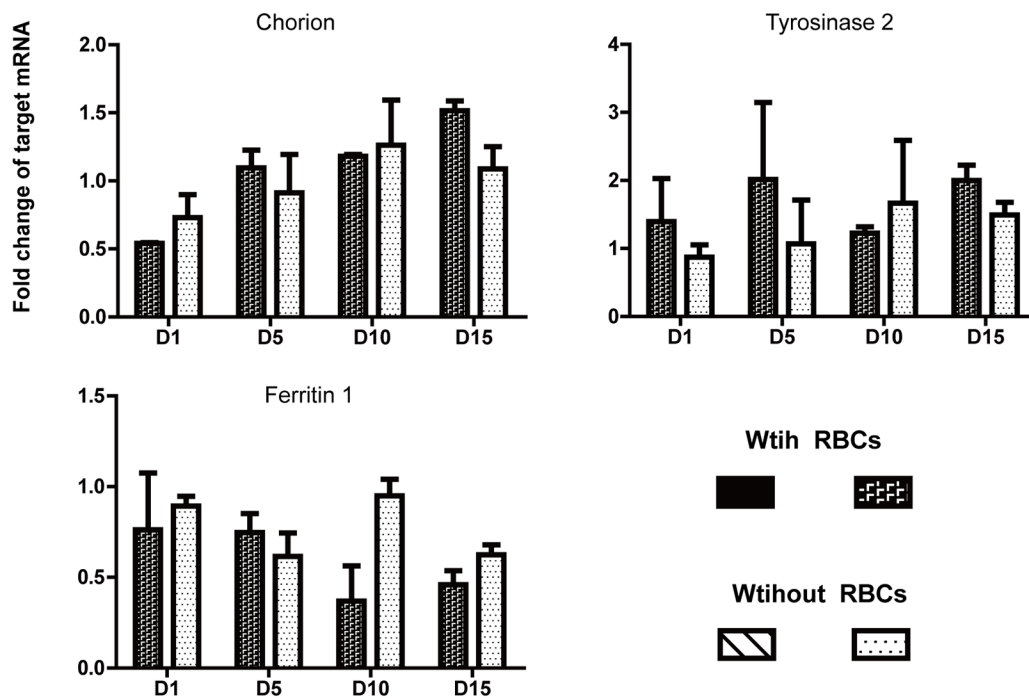 Chorion
Fold change of target mRNA
2.0
1.5
1.0
0.5
0.0
D1 D5 D10 D15
Tyrosinase 2
4
3
2
1
0
D1 D5 D10 D15
Ferritin 1
1.5
1.0
0.5
0.0
D1 D5 D10 D15
Wtih RBCs
Wtihout RBCs